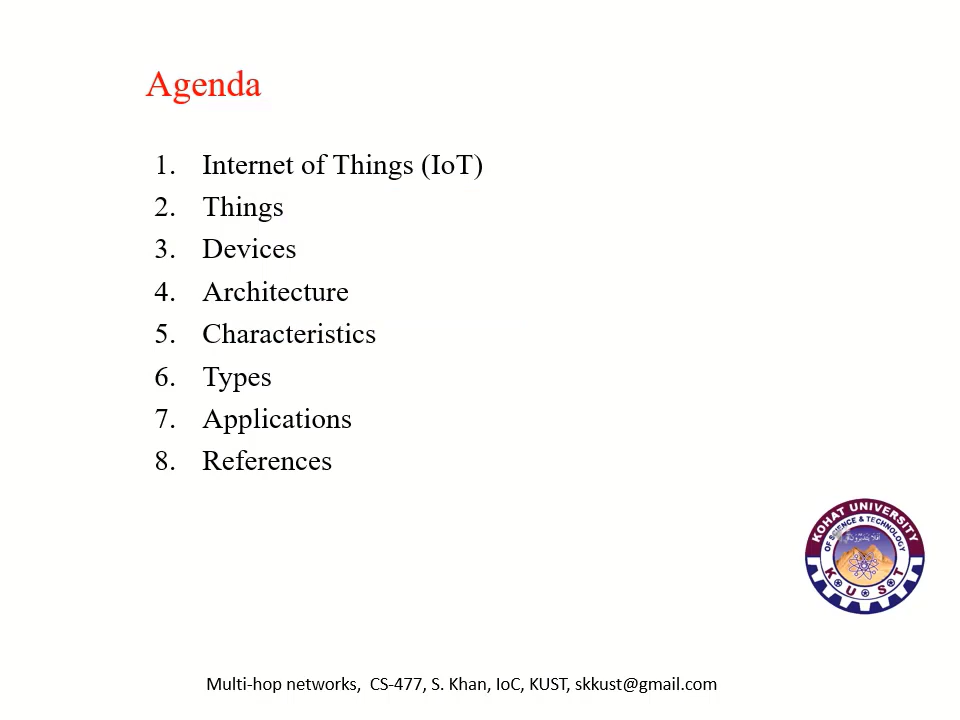 Agenda
1. Internet of Things (IoT)
2. Things
3. Devices
4. Architecture
5. Characteristics
6. Types
7. Applications
8. References
KOHAT UNIVERSITY
OF SCIENCE & TECHNOLOGY
K U S T
Multi-hop networks, CS-477, S. Khan, IoC, KUST, skkust@gmail.com